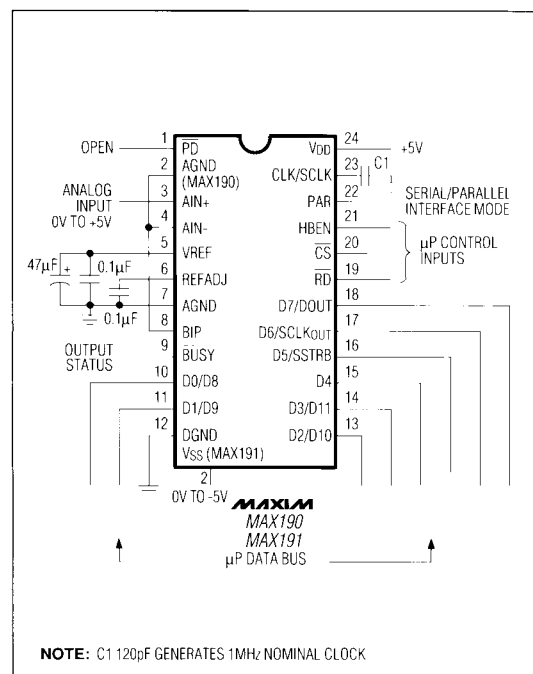 OPEN
1
PD
2
AGND
(MAX190)
ANALOG
INPUT
0V TO +5V
3
AIN+
4
AIN-
5
VREF
47µF
+
0.1µF
6
REFADJ
0.1µF
7
AGND
8
BIP
OUTPUT
STATUS
9
BUSY
10
D0/D8
11
D1/D9
12
DGND
VSS (MAX191)
2
0V TO -5V
24
VDD
+5V
23
CLK/SCLK
C1
22
PAR
SERIAL/PARALLEL
INTERFACE MODE
21
HBEN
20
CS
µP CONTROL
INPUTS
19
RD
18
D7/DOUT
17
D6/SCLKOUT
16
D5/SSTRB
15
D4
14
D3/D11
13
D2/D10
MAXIM
MAX190
MAX191
µP DATA BUS
NOTE: C1 120pF GENERATES 1MHz NOMINAL CLOCK